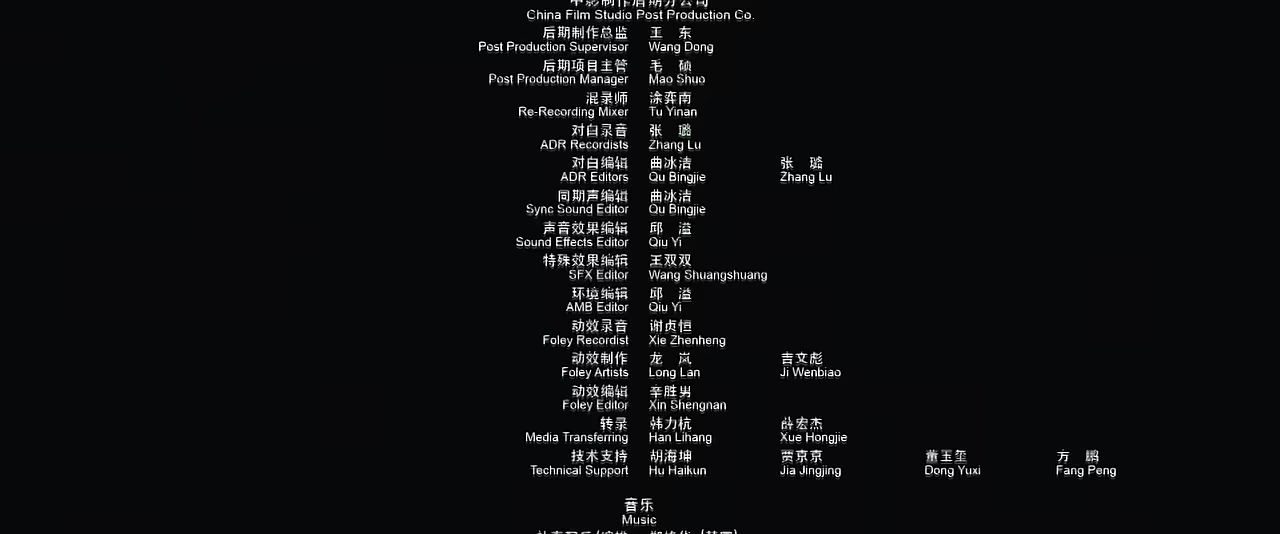 China Film Studio Post Production Co.
后期制作总监 王 东
Post Production Supervisor Wang Dong
后期项目主管 毛 硕
Post Production Manager Mao Shuo
混录师 涂弈南
Re-Recording Mixer Tu Yinan
对白录音 张 璐
ADR Recordists Zhang Lu
对白编辑 曲冰洁 张 璐
ADR Editors Qu Bingjie Zhang Lu
同期声编辑 曲冰洁
Sync Sound Editor Qu Bingjie
声音效果编辑 邱 溢
Sound Effects Editor Qiu Yi
特殊效果编辑 王双双
SFX Editor Wang Shuangshuang
环境编辑 邱 溢
AMB Editor Qiu Yi
动效录音 谢贞恒
Foley Recordist Xie Zhenheng
动效制作 龙 岚 吉文彪
Foley Artists Long Lan Ji Wenbiao
动效编辑 辛胜男
Foley Editor Xin Shengnan
转录 韩力杭 薛宏杰
Media Transferring Han Lihang Xue Hongjie
技术支持 胡海坤 贾京京 董玉玺 方 鹏
Technical Support Hu Haikun Jia Jingjing Dong Yuxi Fang Peng
音乐
Music